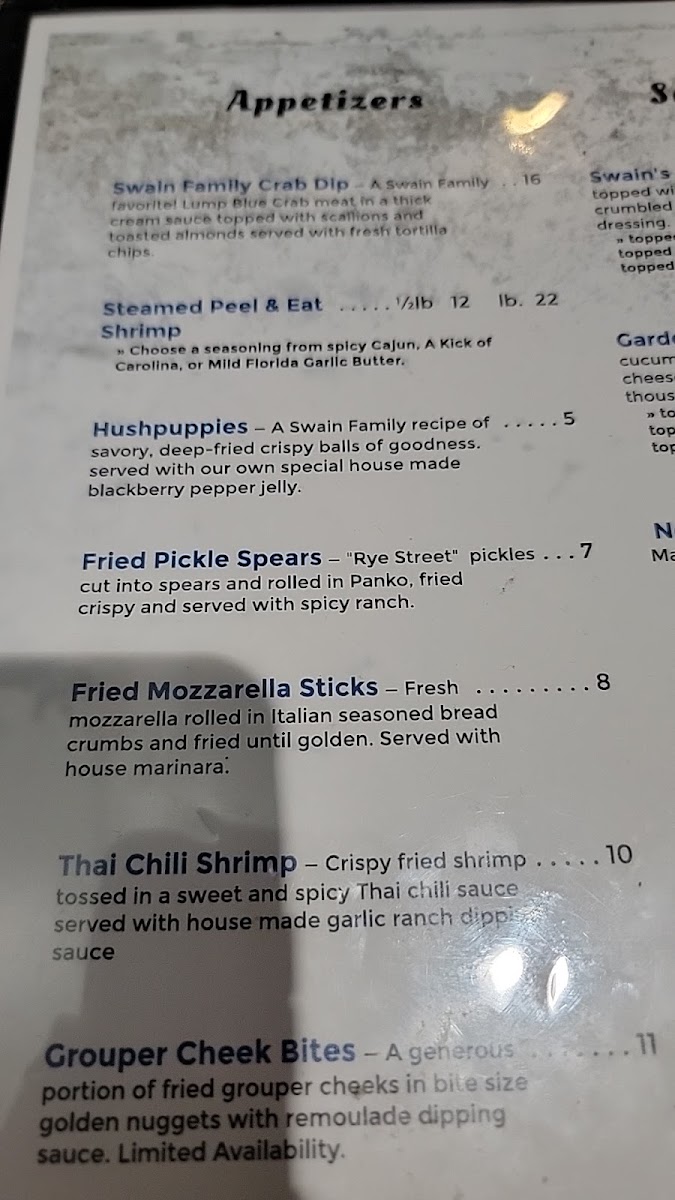 Appetizers
Swain Family Crab Dip – A Swain Family . . 16
favorite! Lump Blue Crab meat in a thick
cream sauce topped with scallions and
toasted almonds served with fresh tortilla
chips.
Steamed Peel & Eat ..... ½lb 12 lb. 22
Shrimp
» Choose a seasoning from spicy Cajun, A Kick of
Carolina, or Mild Florida Garlic Butter.
Hushpuppies – A Swain Family recipe of ..... 5
savory, deep-fried crispy balls of goodness.
served with our own special house made
blackberry pepper jelly.
Fried Pickle Spears – "Rye Street" pickles ... 7
cut into spears and rolled in Panko, fried
crispy and served with spicy ranch.
Fried Mozzarella Sticks – Fresh ......... 8
mozzarella rolled in Italian seasoned bread
crumbs and fried until golden. Served with
house marinara.
Thai Chili Shrimp – Crispy fried shrimp ..... 10
tossed in a sweet and spicy Thai chili sauce
served with house made garlic ranch dipping
sauce
Grouper Cheek Bites – A generous ....... 11
portion of fried grouper cheeks in bite size
golden nuggets with remoulade dipping
sauce. Limited Availability.
Swain's
topped
crumbled
dressing.
» topped
topped
topped